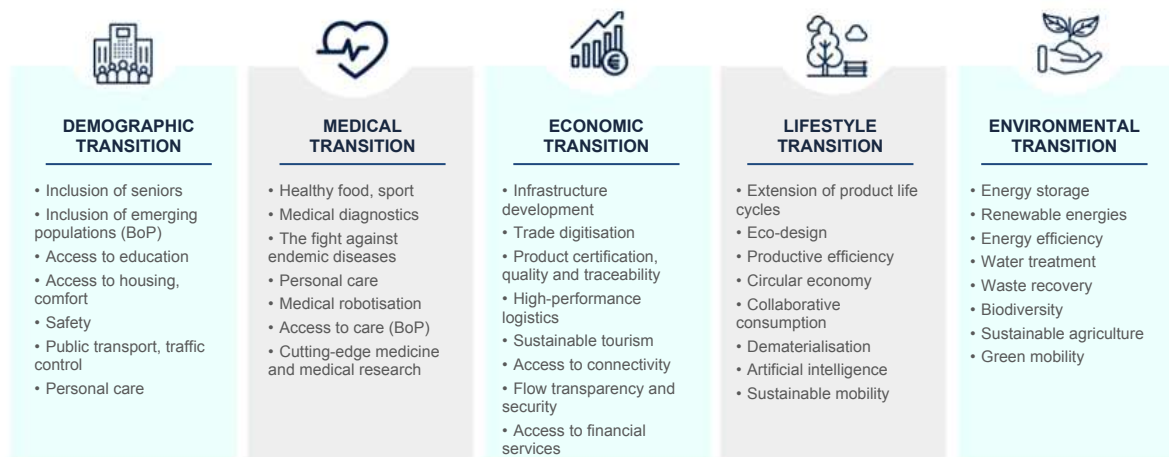 DEMOGRAPHIC
TRANSITION
• Inclusion of seniors
• Inclusion of emerging
populations (BoP)
• Access to education
• Access to housing,
comfort
• Safety
• Public transport, traffic
control
• Personal care
MEDICAL
TRANSITION
• Healthy food, sport
• Medical diagnostics
• The fight against
endemic diseases
• Personal care
• Medical robotisation
• Access to care (BoP)
• Cutting-edge medicine
and medical research
€
ECONOMIC
TRANSITION
• Infrastructure
development
• Trade digitisation
• Product certification,
quality and traceability
• High-performance
logistics
• Sustainable tourism
• Access to connectivity
• Flow transparency and
security
• Access to financial
services
LIFESTYLE
TRANSITION
• Extension of product life
cycles
• Eco-design
• Productive efficiency
• Circular economy
• Collaborative
consumption
• Dematerialisation
• Artificial intelligence
• Sustainable mobility
ENVIRONMENTAL
TRANSITION
• Energy storage
• Renewable energies
• Energy efficiency
• Water treatment
• Waste recovery
• Biodiversity
• Sustainable agriculture
• Green mobility